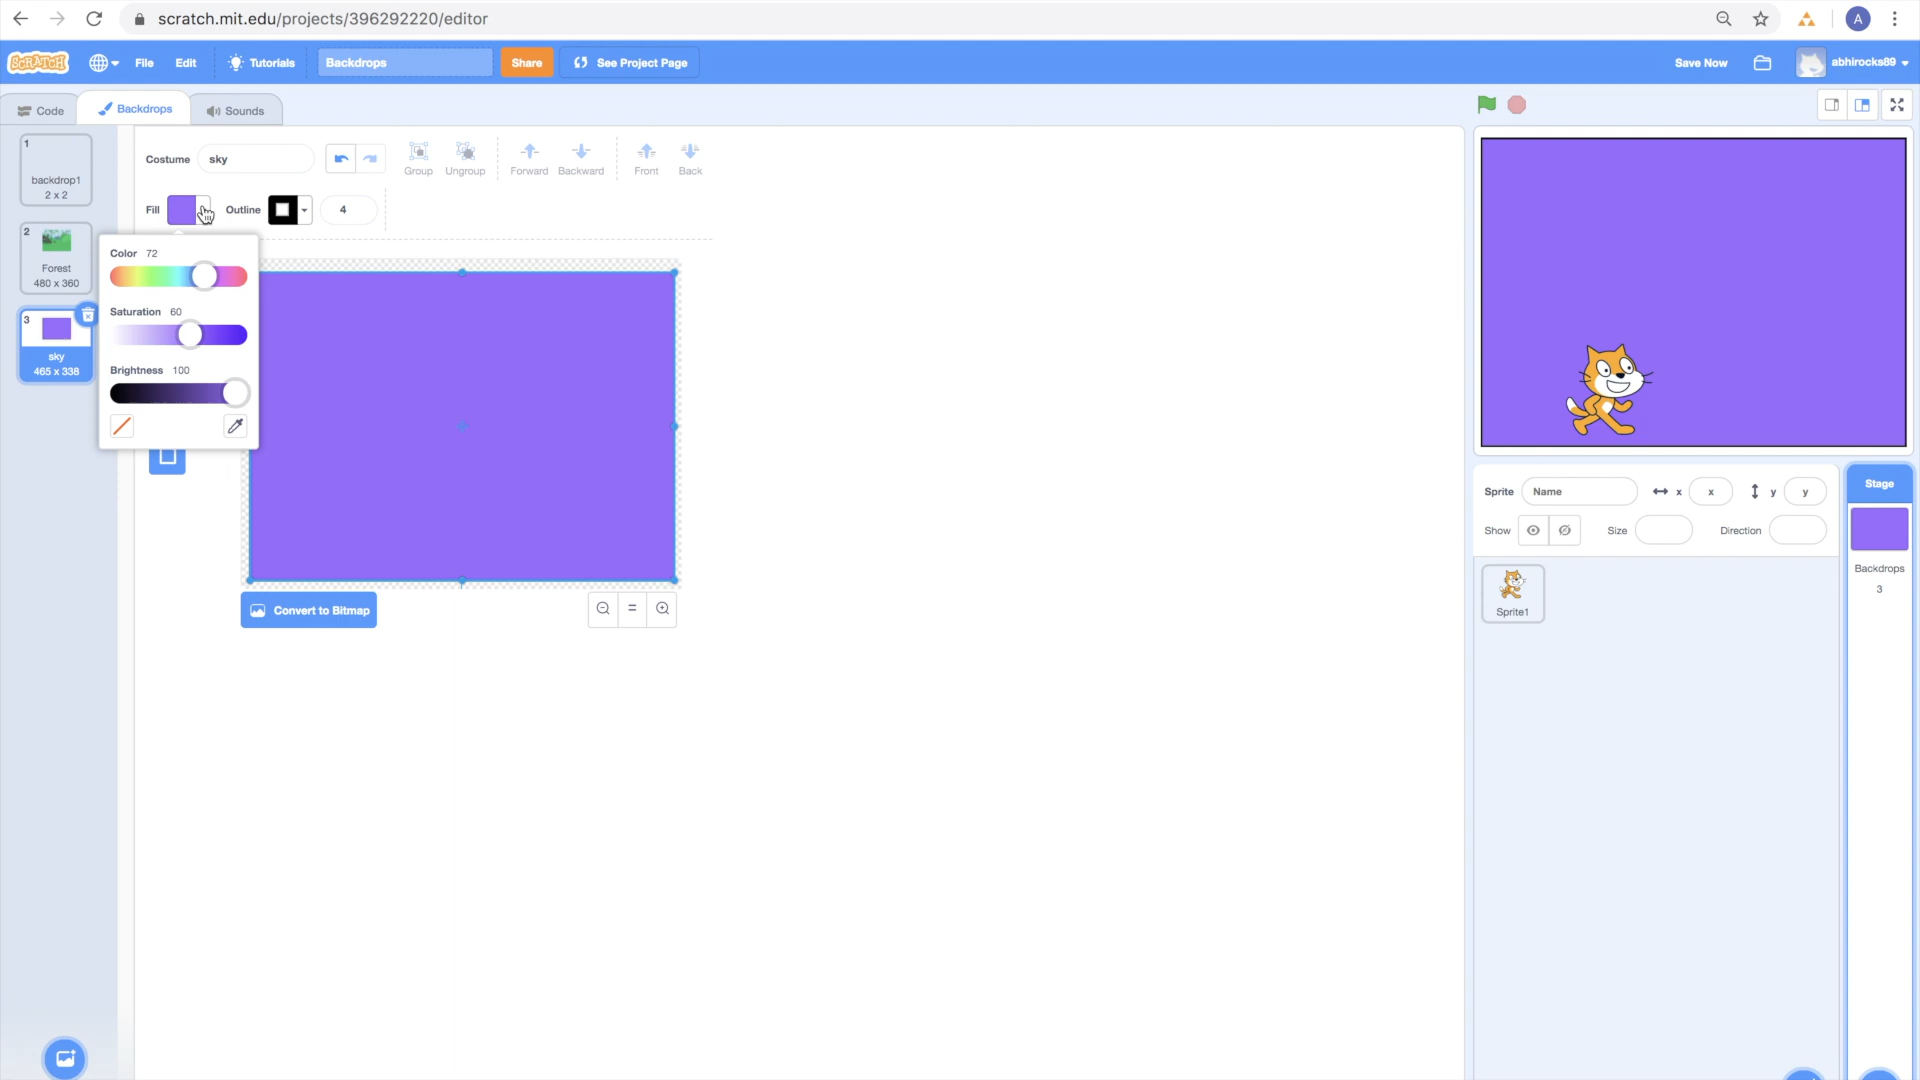 scratch.mit.edu/projects/396292220/editor
A
SCRATCH
File
Edit
Tutorials
Backdrops
Share
See Project Page
Save Now
abhirocks89
Code
Backdrops
Sounds
1
backdrop1
2 x 2
2
Forest
480 x 360
3
sky
465 x 338
Costume
sky
Group
Ungroup
Forward
Backward
Front
Back
Fill
Outline
4
Color 72
Saturation 60
Brightness 100
Convert to Bitmap
Sprite
Name
x
x
y
y
Show
Size
Direction
Sprite1
Stage
Backdrops
3